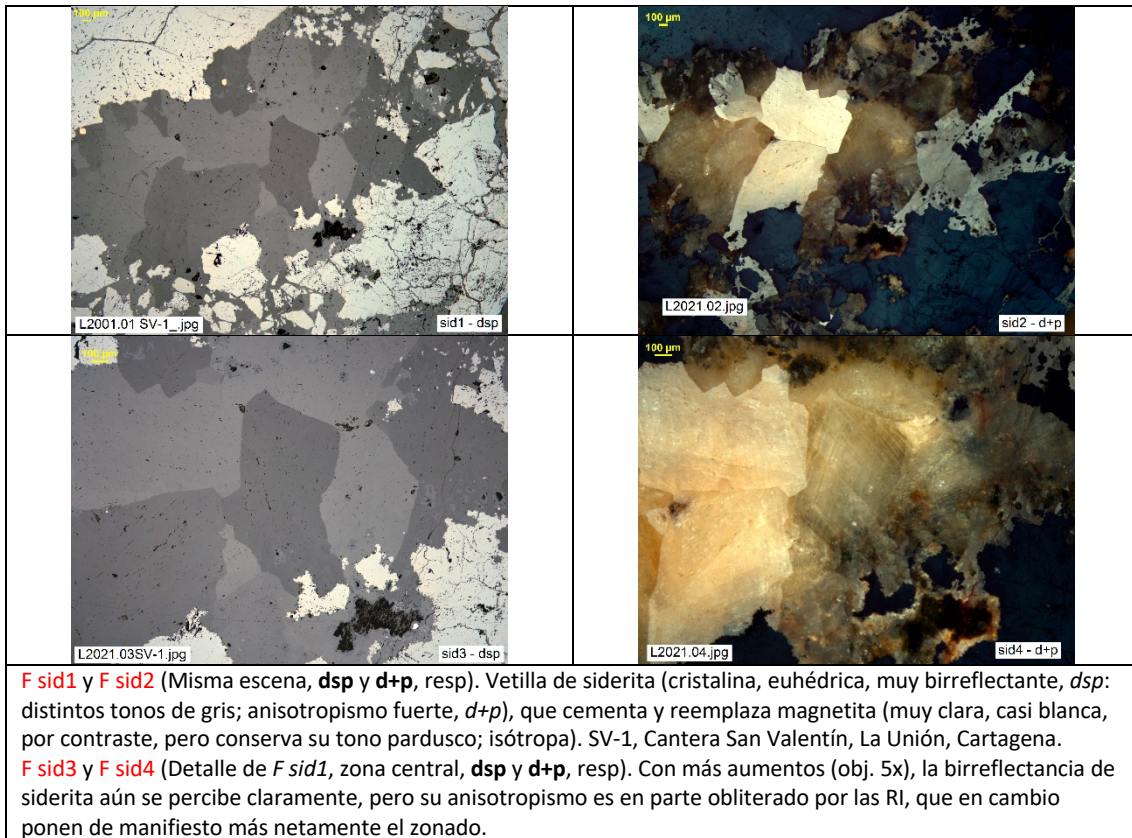 100 µm
L2001.01 SV-1_.jpg
sid1 - dsp
100 µm
L2021.02.jpg
sid2 - d+p
100 µm
L2021.03SV-1.jpg
sid3 - dsp
100 µm
L2021.04.jpg
sid4 - d+p
F sid1 y F sid2 (Misma escena, dsp y d+p, resp). Vetilla de siderita (cristalina, euhédrica, muy birreflectante, dsp:
distintos tonos de gris; anisotropismo fuerte, d+p), que cementa y reemplaza magnetita (muy clara, casi blanca,
por contraste, pero conserva su tono pardusco; isótropa). SV-1, Cantera San Valentín, La Unión, Cartagena.
F sid3 y F sid4 (Detalle de F sid1, zona central, dsp y d+p, resp). Con más aumentos (obj. 5x), la birreflectancia de
siderita aún se percibe claramente, pero su anisotropismo es en parte obliterado por las RI, que en cambio
ponen de manifiesto más netamente el zonado.